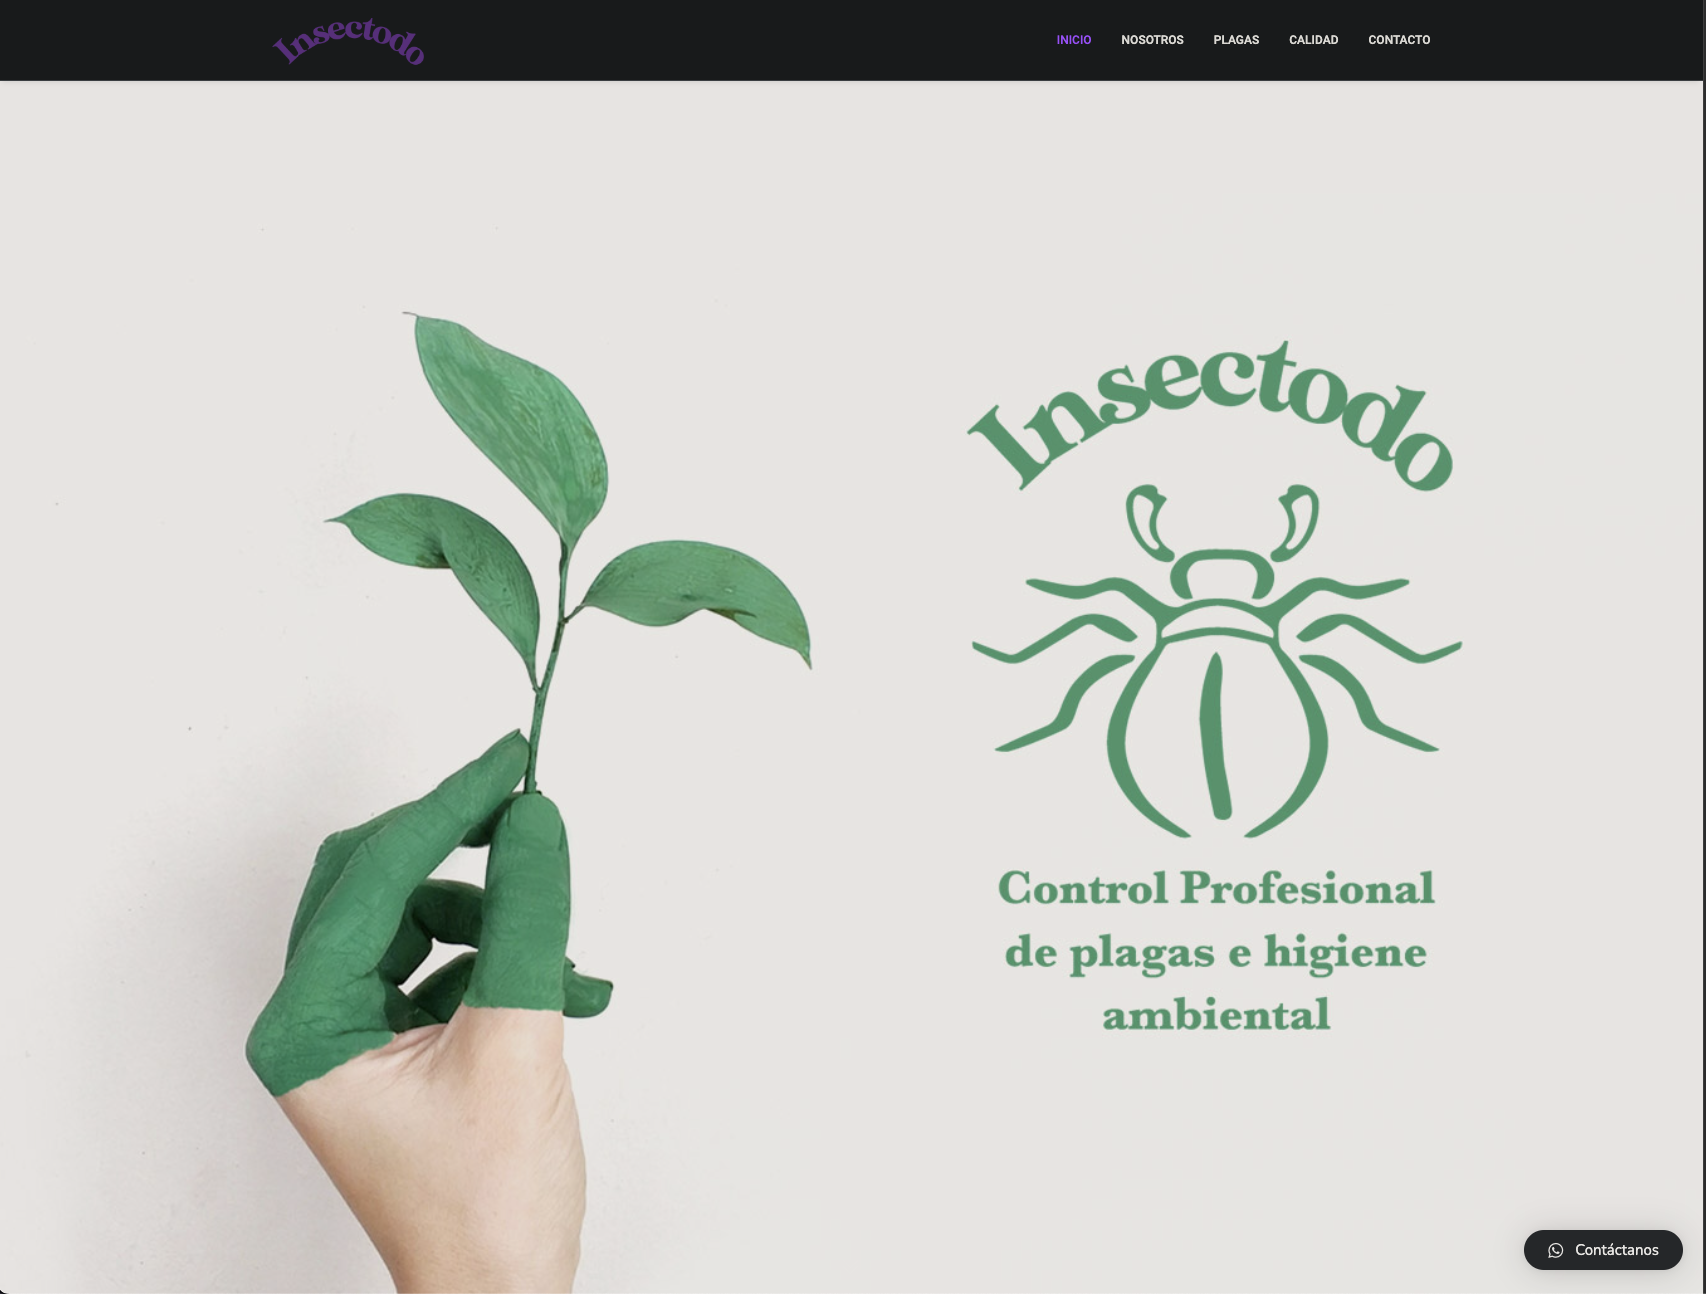 Insectodo
INICIO NOSOTROS PLAGAS CALIDAD CONTACTO
Insectodo
Control Profesional
de plagas e higiene
ambiental
Contáctanos